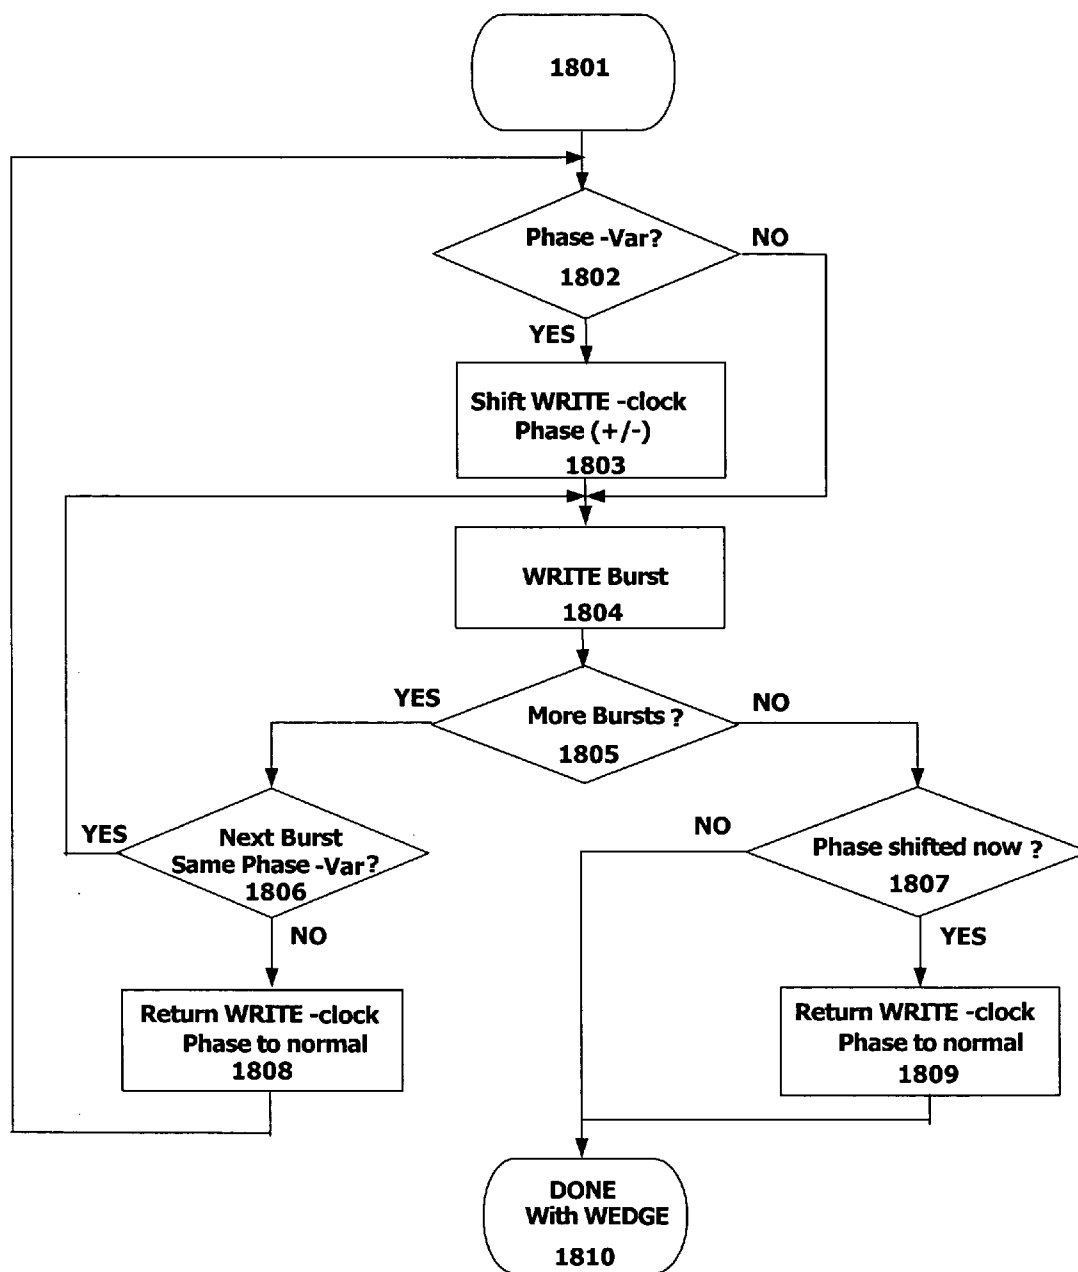 1801
Phase -Var?
1802
NO
YES
Shift WRITE -clock
Phase (+/-)
1803
WRITE Burst
1804
YES
More Bursts ?
1805
NO
YES
Next Burst
Same Phase -Var?
1806
NO
NO
Phase shifted now ?
1807
YES
Return WRITE -clock
Phase to normal
1808
Return WRITE -clock
Phase to normal
1809
DONE
With WEDGE
1810